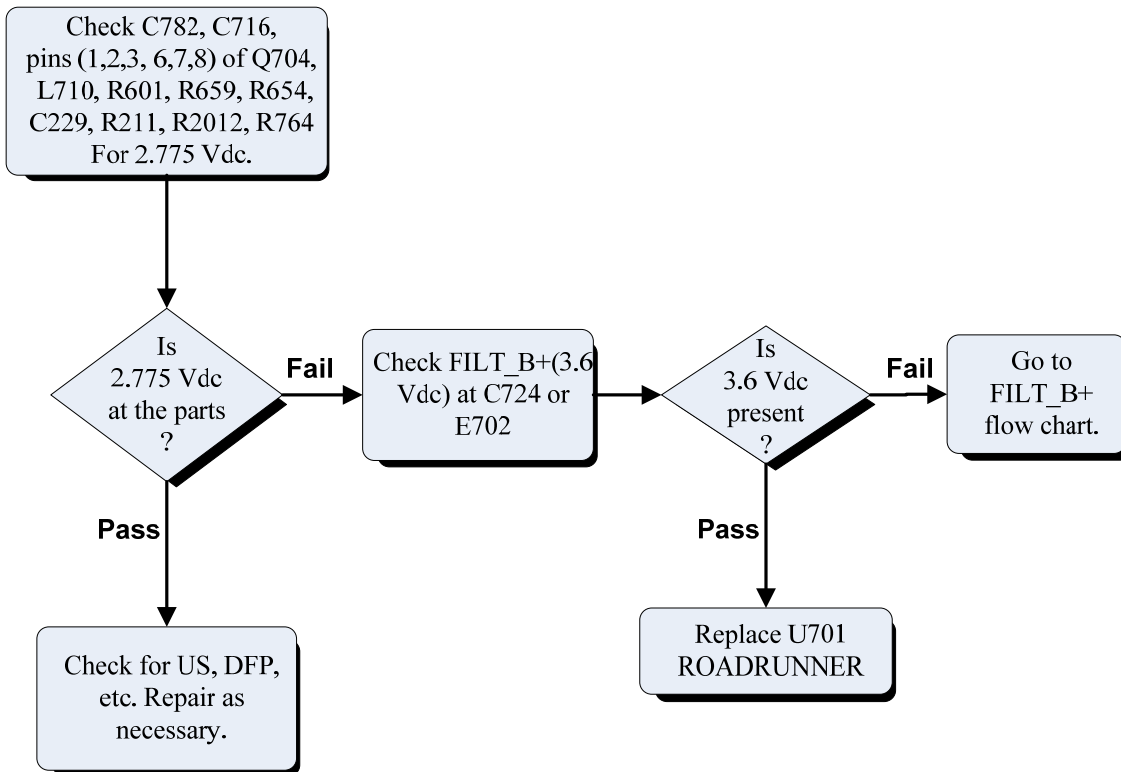 Check C782, C716,
pins (1,2,3, 6,7,8) of Q704,
L710, R601, R659, R654,
C229, R211, R2012, R764
For 2.775 Vdc.
Is
2.775 Vdc
at the parts
?
Fail
Check FILT_B+(3.6
Vdc) at C724 or
E702
Is
3.6 Vdc
present
?
Fail
Go to
FILT_B+
flow chart.
Pass
Pass
Check for US, DFP,
etc. Repair as
necessary.
Replace U701
ROADRUNNER